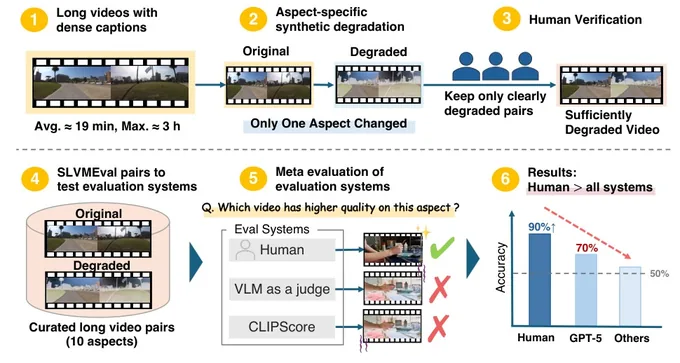 1
Long videos with
dense captions
Avg. ≈ 19 min, Max. ≈ 3 h
2
Aspect-specific
synthetic degradation
Original
Degraded
Only One Aspect Changed
3
Human Verification
Keep only clearly
degraded pairs
Sufficiently
Degraded Video
4
SLVMEval pairs to
test evaluation systems
Original
Degraded
Curated long video pairs
(10 aspects)
5
Meta evaluation of
evaluation systems
Q. Which video has higher quality on this aspect ?
Eval Systems
Human
VLM as a judge
CLIPScore
6
Results:
Human > all systems
Accuracy
90%↑
70%
50%
Human
GPT-5
Others